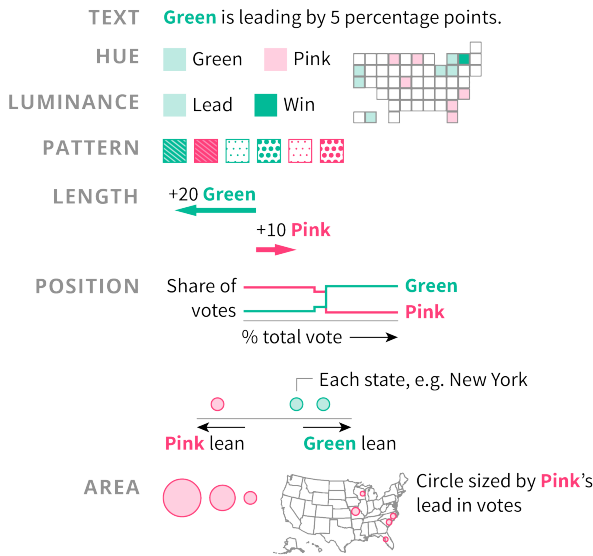 TEXT Green is leading by 5 percentage points.
HUE Green Pink
LUMINANCE Lead Win
PATTERN
LENGTH +20 Green
+10 Pink
POSITION Share of votes Green
Pink
% total vote
Each state, e.g. New York
Pink lean Green lean
AREA Circle sized by Pink's
lead in votes